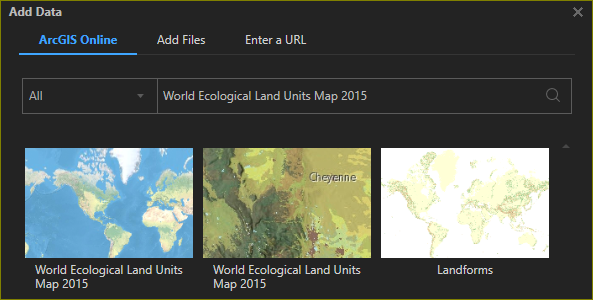 Add Data
ArcGIS Online Add Files Enter a URL
All World Ecological Land Units Map 2015
Cheyenne
World Ecological Land Units Map 2015
World Ecological Land Units Map 2015
Landforms